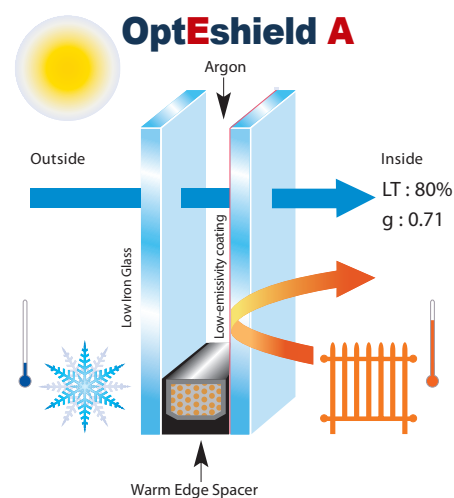 OptEshield A
Argon
Outside
Inside
LT : 80%
g : 0.71
Low Iron Glass
Low-emissivity coating
Warm Edge Spacer